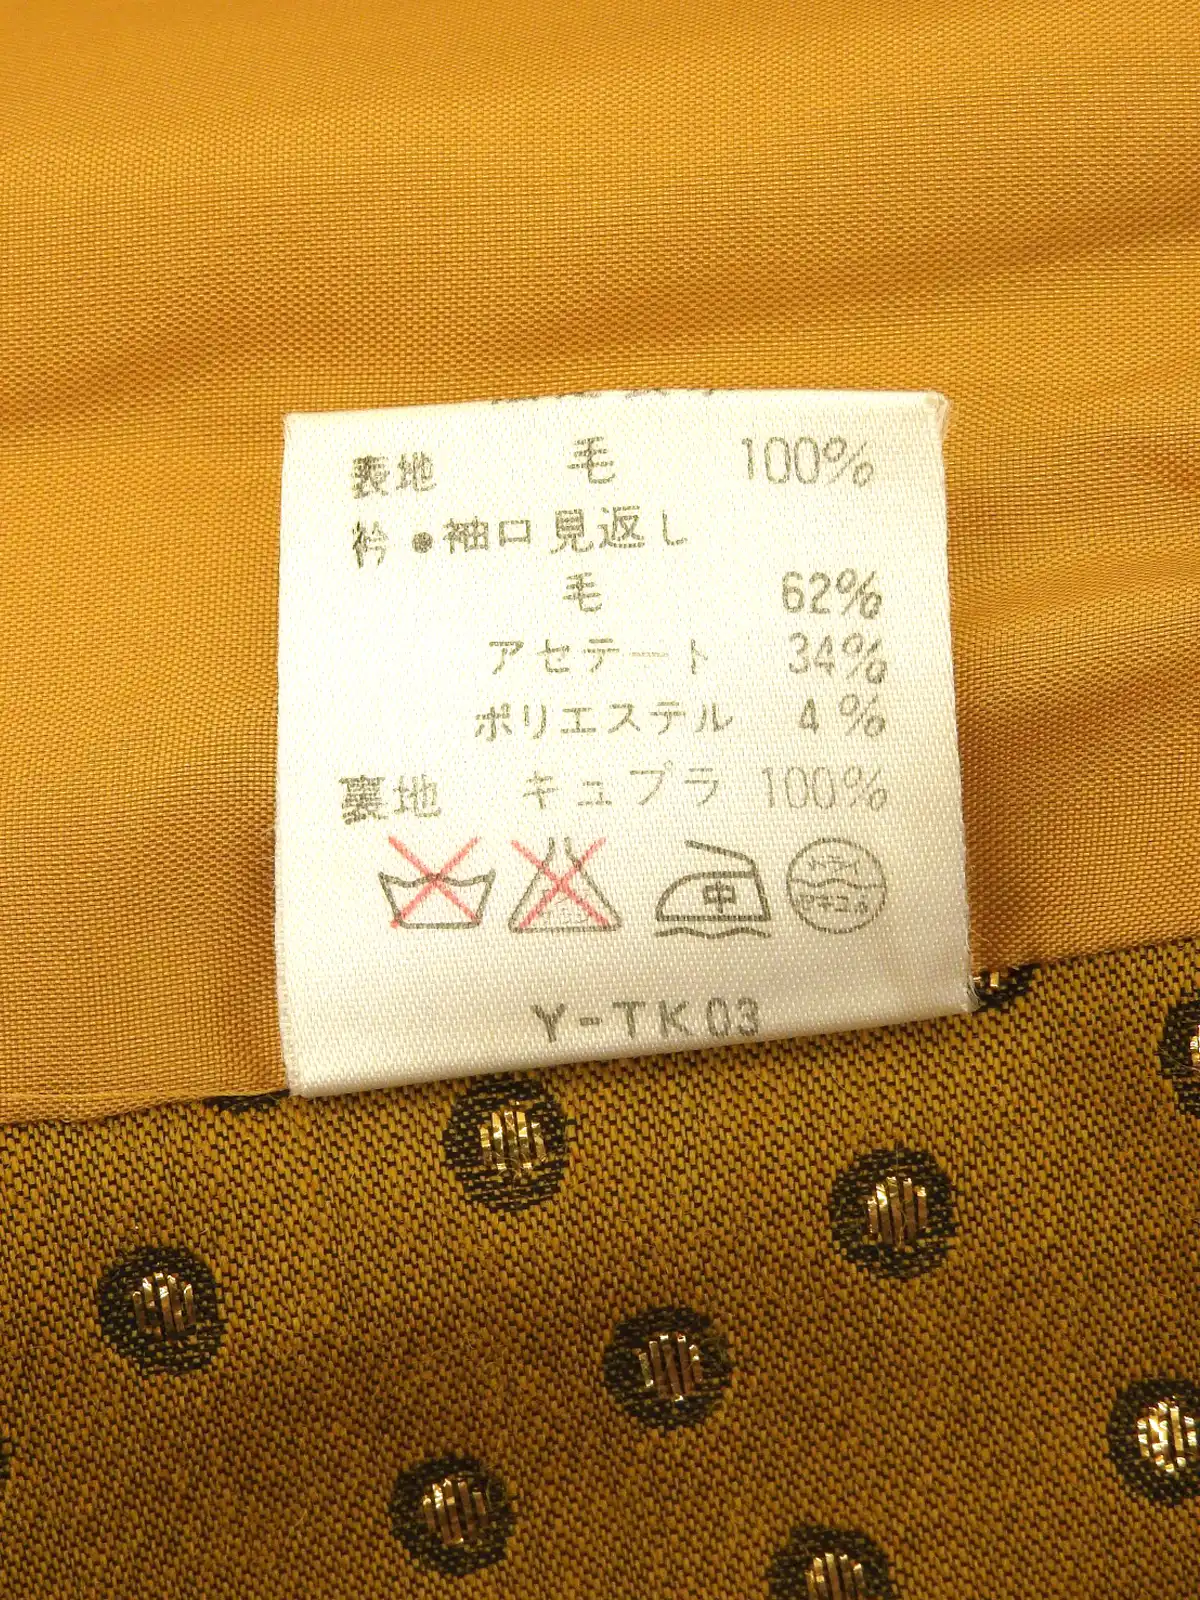 表地 毛 100%
衿●袖口見返し
毛 62%
アセテート 34%
ポリエステル 4%
裏地 キュプラ 100%
中
ドライ
セキユ系
Y-TK03